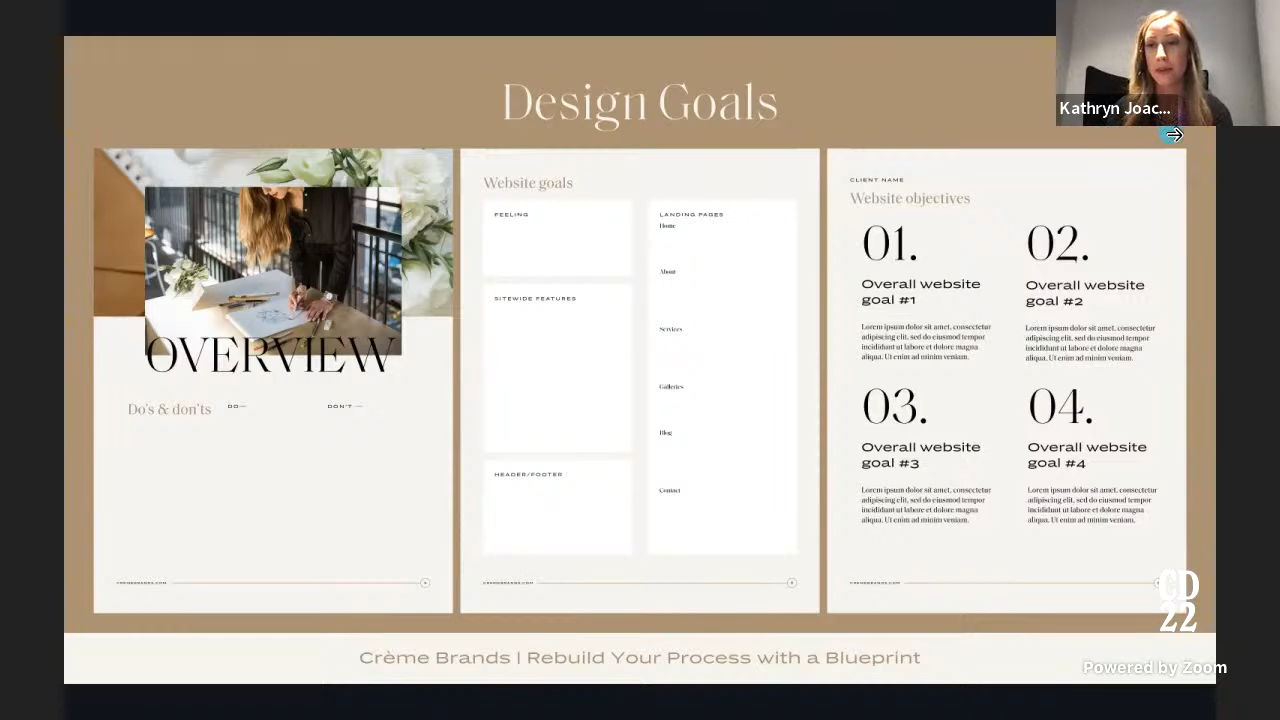 Design Goals
Kathryn Joac...
OVERVIEW
Do's & don'ts
DO—
DON'T —
CRÈMEBRANDS.COM
Website goals
FEELING
SITEWIDE FEATURES
HEADER/FOOTER
LANDING PAGES
Home
About
Services
Galleries
Blog
Contact
CRÈMEBRANDS.COM
CLIENT NAME
Website objectives
01.
Overall website
goal #1
Lorem ipsum dolor sit amet, consectetur
adipiscing elit, sed do eiusmod tempor
incididunt ut labore et dolore magna
aliqua. Ut enim ad minim veniam.
02.
Overall website
goal #2
Lorem ipsum dolor sit amet, consectetur
adipiscing elit, sed do eiusmod tempor
incididunt ut labore et dolore magna
aliqua. Ut enim ad minim veniam.
03.
Overall website
goal #3
Lorem ipsum dolor sit amet, consectetur
adipiscing elit, sed do eiusmod tempor
incididunt ut labore et dolore magna
aliqua. Ut enim ad minim veniam.
04.
Overall website
goal #4
Lorem ipsum dolor sit amet, consectetur
adipiscing elit, sed do eiusmod tempor
incididunt ut labore et dolore magna
aliqua. Ut enim ad minim veniam.
CRÈMEBRANDS.COM
CD
22
Crème Brands | Rebuild Your Process with a Blueprint
Powered by Zoom